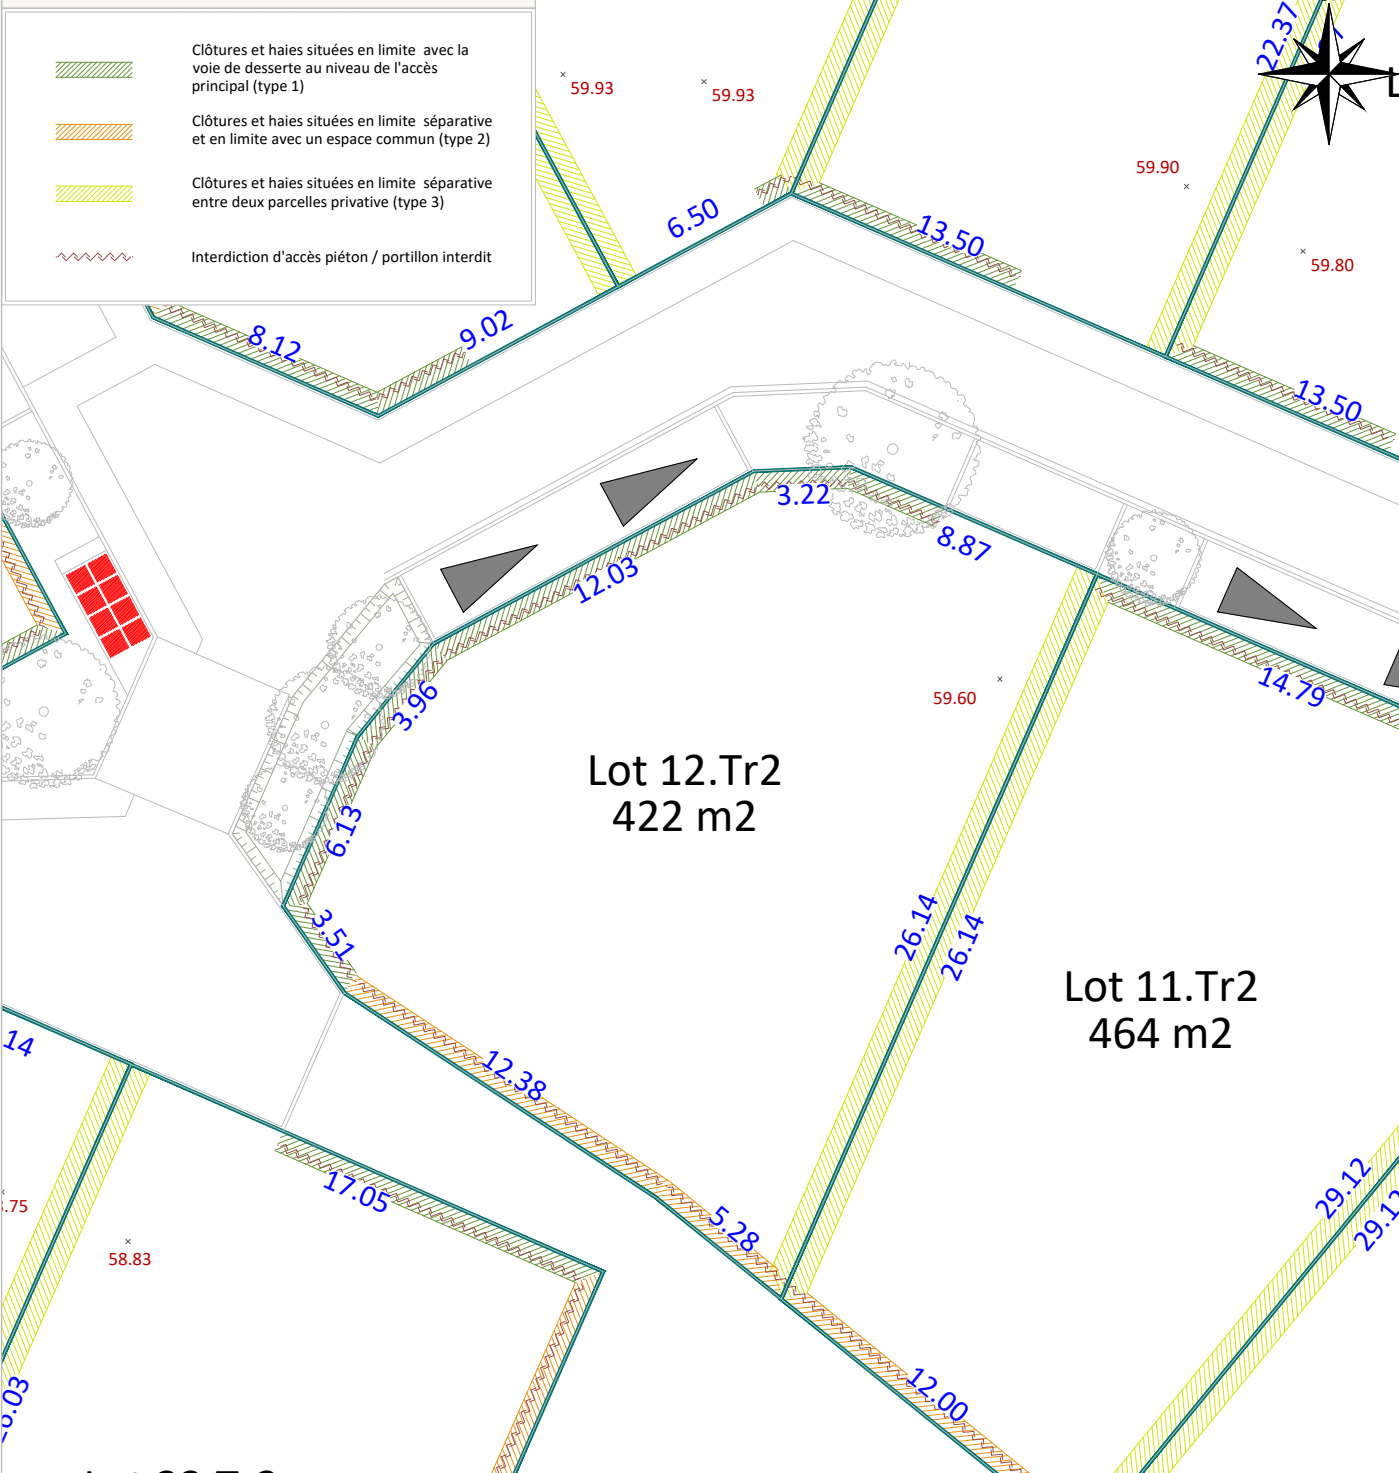 Clôtures et haies situées en limite avec la
voie de desserte au niveau de l'accès
principal (type 1)
Clôtures et haies situées en limite séparative
et en limite avec un espace commun (type 2)
Clôtures et haies situées en limite séparative
entre deux parcelles privative (type 3)
Interdiction d'accès piéton / portillon interdit
59.93
59.93
22.37
L
59.90
6.50
13.50
59.80
8.12
9.02
13.50
3.22
8.87
12.03
3.96
59.60
14.79
Lot 12.Tr2
422 m2
6.13
3.51
26.14
26.14
Lot 11.Tr2
464 m2
14
12.38
17.05
.75
58.83
5.28
29.12
29.12
12.00
6.03